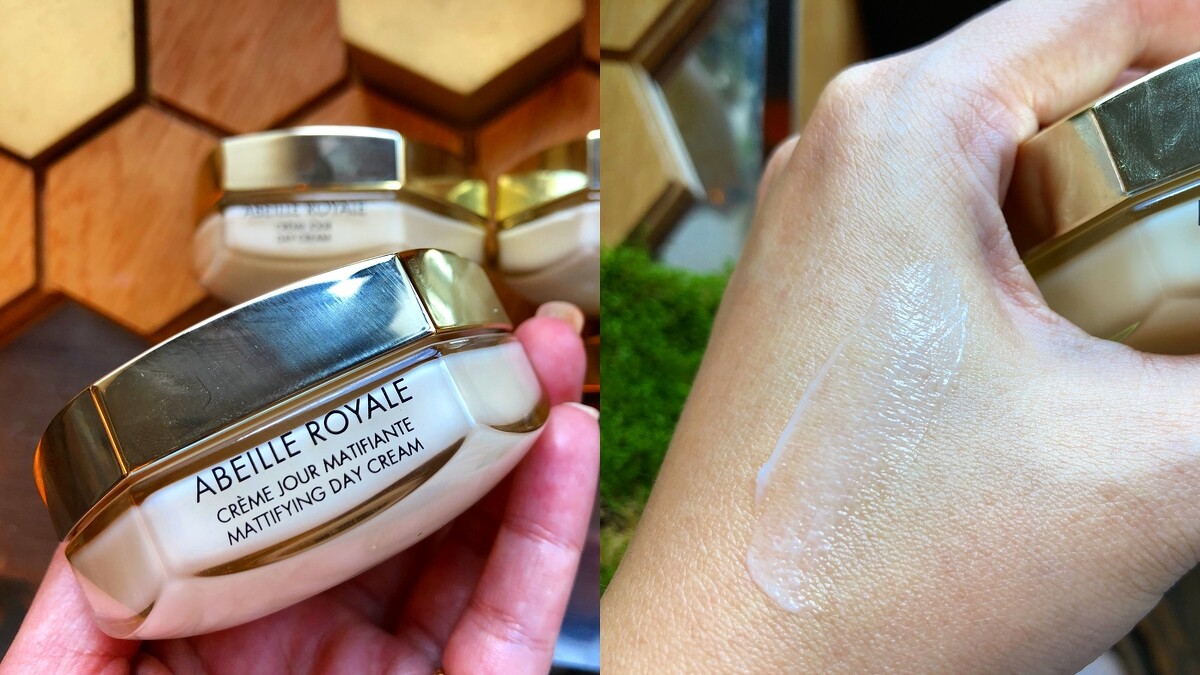 ABEILLE ROYALE
CRÈME JOUR
DAY CREAM
ABEILLE ROYALE
CRÈME JOUR MATIFIANTE
MATTIFYING DAY CREAM